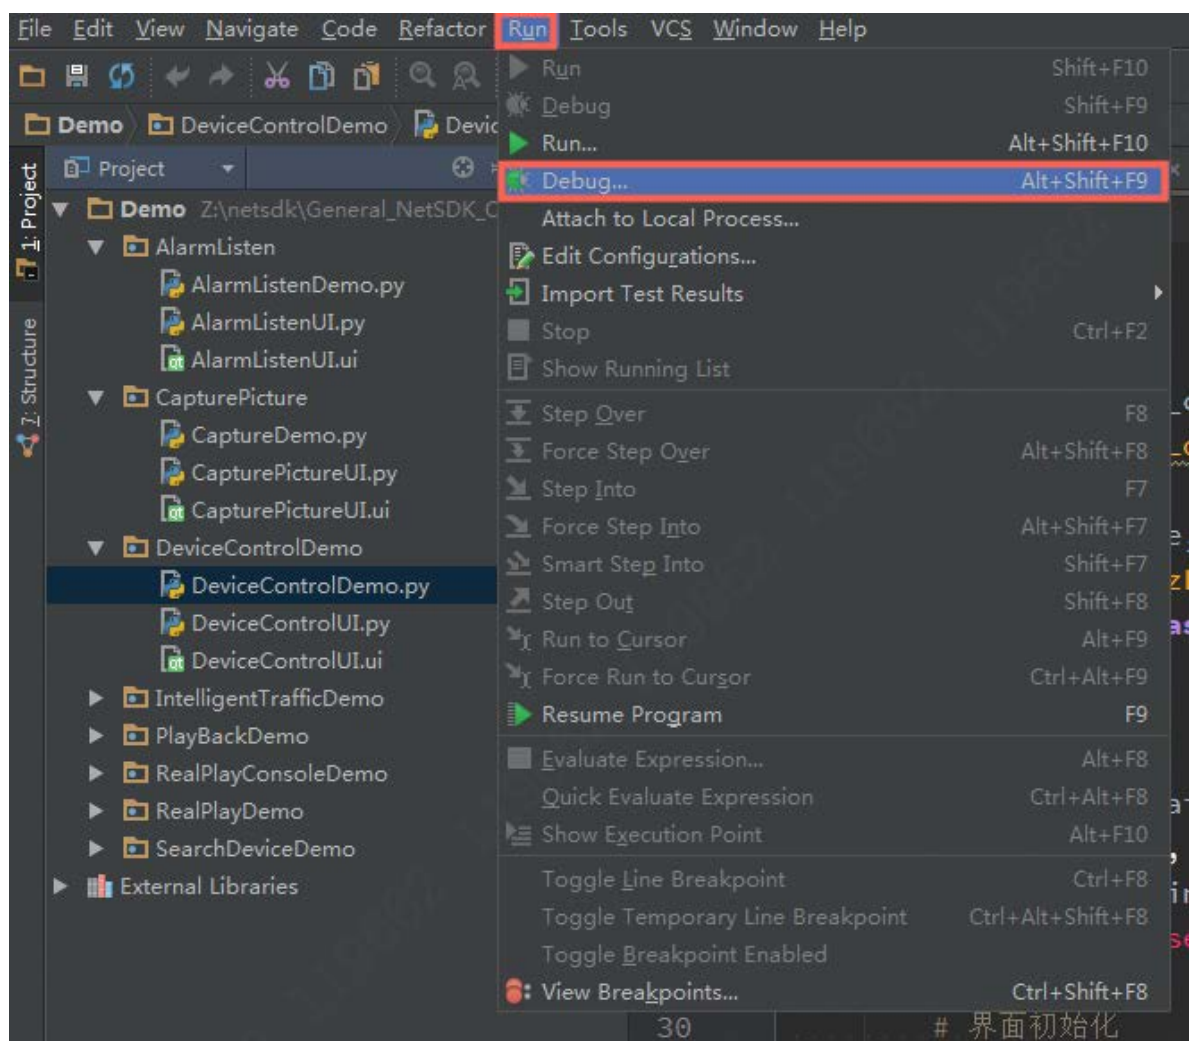 File Edit View Navigate Code Refactor Run Tools VCS Window Help
Demo DeviceControlDemo
Project
1: Project
7: Structure
Demo Z:\netsdk\General_NetSDK_C
AlarmListen
AlarmListenDemo.py
AlarmListenUI.py
AlarmListenUI.ui
CapturePicture
CaptureDemo.py
CapturePictureUI.py
CapturePictureUI.ui
DeviceControlDemo
DeviceControlDemo.py
DeviceControlUI.py
DeviceControlUI.ui
IntelligentTrafficDemo
PlayBackDemo
RealPlayConsoleDemo
RealPlayDemo
SearchDeviceDemo
External Libraries
Run Shift+F10
Debug Shift+F9
Run... Alt+Shift+F10
Debug... Alt+Shift+F9
Attach to Local Process...
Edit Configurations...
Import Test Results
Stop Ctrl+F2
Show Running List
Step Over F8
Force Step Over Alt+Shift+F8
Step Into F7
Force Step Into Alt+Shift+F7
Smart Step Into Shift+F7
Step Out Shift+F8
Run to Cursor Alt+F9
Force Run to Cursor Ctrl+Alt+F9
Resume Program F9
Evaluate Expression... Alt+F8
Quick Evaluate Expression Ctrl+Alt+F8
Show Execution Point Alt+F10
Toggle Line Breakpoint Ctrl+F8
Toggle Temporary Line Breakpoint Ctrl+Alt+Shift+F8
Toggle Breakpoint Enabled
View Breakpoints... Ctrl+Shift+F8
30 # 界面初始化